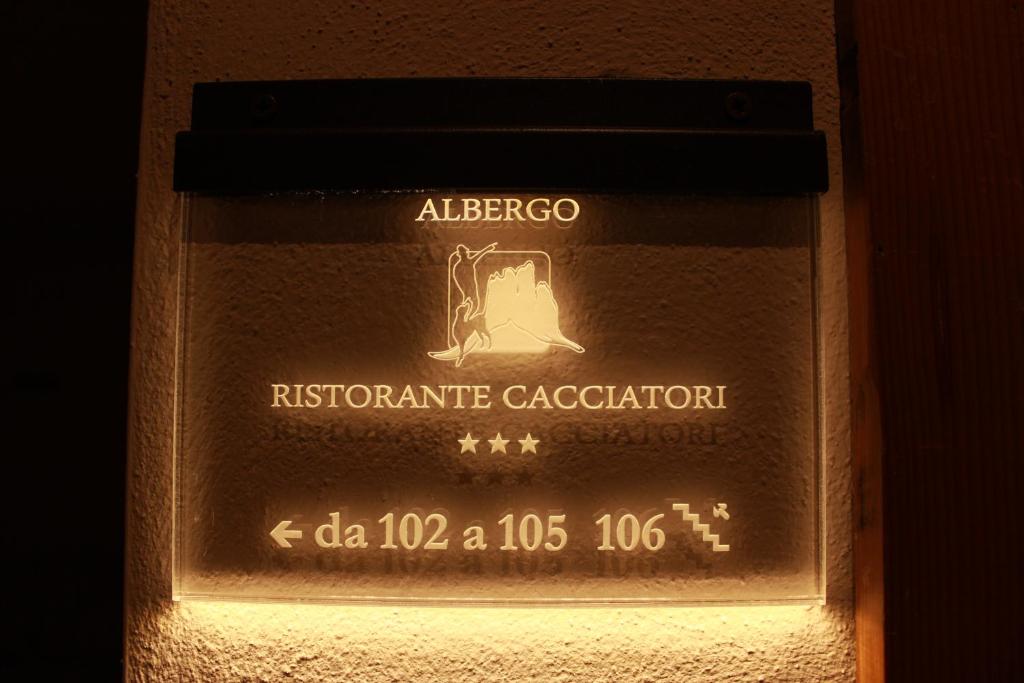 ALBERGO
RISTORANTE CACCIATORI
★★★
← da 102 a 105 106